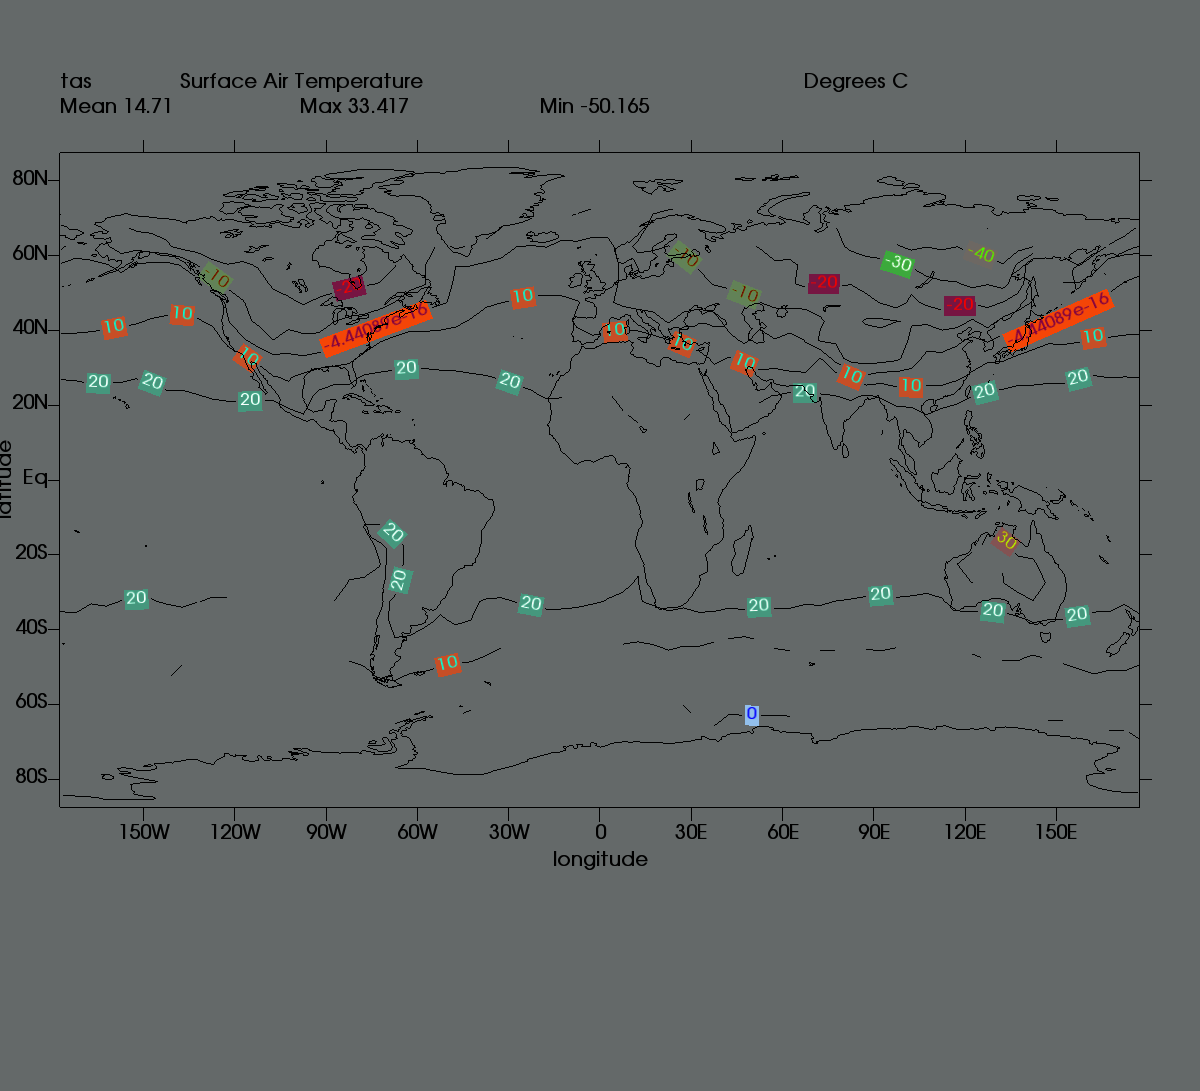 tas Surface Air Temperature Degrees C
Mean 14.71 Max 33.417 Min -50.165
80N
60N
40N
20N
Eq
20S
40S
60S
80S
latitude
-40
-10 -30
-20 -10 -20
10 10 -20
10 -4.44089e-16 10 -4.44089e-16
10 10 10
10 10 10 10
20 20 20 20 20 20
20 20
20 30
20
20 20 20 20 20 20
10
0
150W 120W 90W 60W 30W 0 30E 60E 90E 120E 150E
longitude